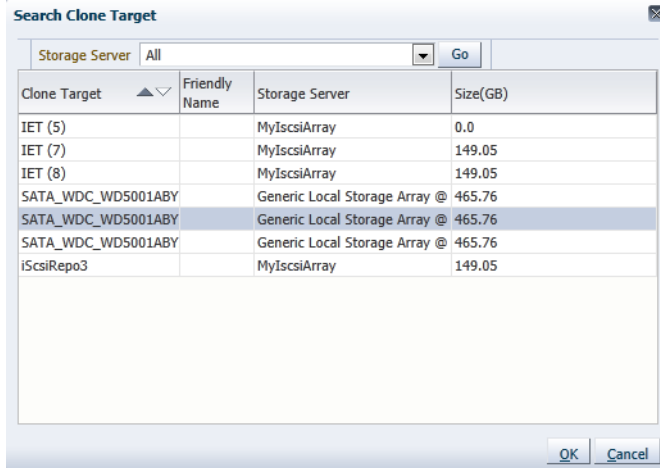 Search Clone Target
Storage Server All Go
Clone Target Friendly Name Storage Server Size(GB)
IET (5) MyIscsiArray 0.0
IET (7) MyIscsiArray 149.05
IET (8) MyIscsiArray 149.05
SATA_WDC_WD5001ABY Generic Local Storage Array @ 465.76
SATA_WDC_WD5001ABY Generic Local Storage Array @ 465.76
SATA_WDC_WD5001ABY Generic Local Storage Array @ 465.76
iScsiRepo3 MyIscsiArray 149.05
OK Cancel